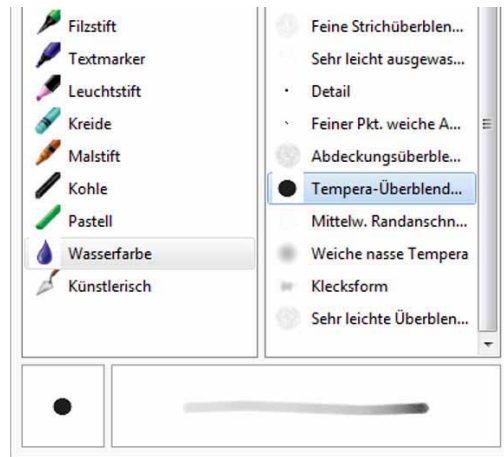 Filzstift
Textmarker
Leuchtstift
Kreide
Malstift
Kohle
Pastell
Wasserfarbe
Künstlerisch
Feine Strichüberblen...
Sehr leicht ausgewas...
Detail
Feiner Pkt. weiche A...
Abdeckungsüberble...
Tempera-Überblend...
Mittelw. Randanschn...
Weiche nasse Tempera
Klecksform
Sehr leichte Überblen...